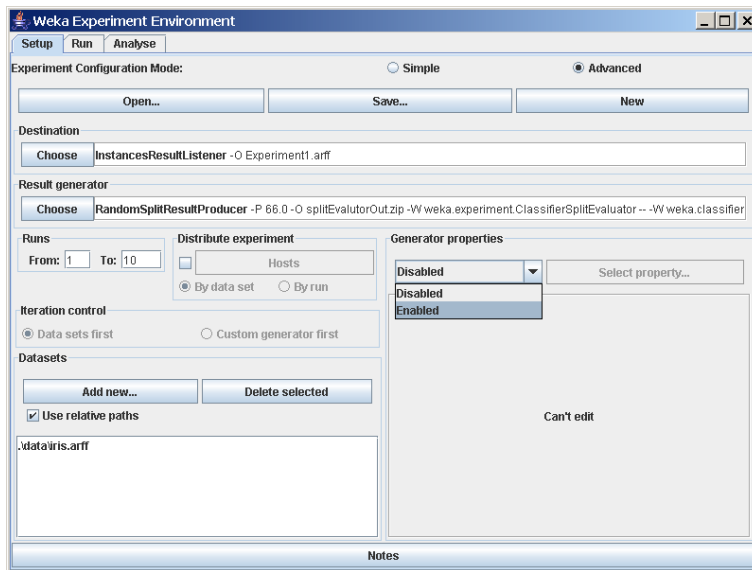 Weka Experiment Environment
Setup Run Analyse
Experiment Configuration Mode: Simple Advanced
Open... Save... New
Destination
Choose InstancesResultListener -O Experiment1.arff
Result generator
Choose RandomSplitResultProducer -P 66.0 -O splitEvalutorOut.zip -W weka.experiment.ClassifierSplitEvaluator -- -W weka.classifier
Runs Distribute experiment Generator properties
From: 1 To: 10 Hosts Disabled Select property...
By data set By run Disabled
Enabled
Iteration control
Data sets first Custom generator first
Datasets
Add new... Delete selected
Use relative paths Can't edit
.\data\iris.arff
Notes